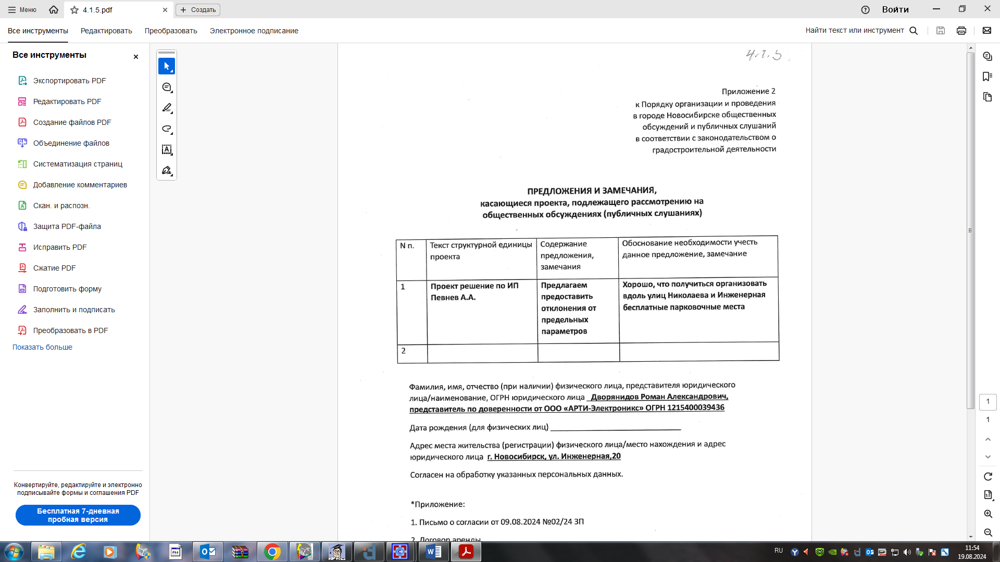 Меню
4.1.5.pdf
Создать
Войти
Все инструменты
Редактировать
Преобразовать
Электронное подписание
Найти текст или инструмент
Все инструменты
Экспортировать PDF
Редактировать PDF
Создание файлов PDF
Объединение файлов
Систематизация страниц
Добавление комментариев
Скан. и распозн.
Защита PDF-файла
Исправить PDF
Сжатие PDF
Подготовить форму
Заполнить и подписать
Преобразовать в PDF
Показать больше
Конвертируйте, редактируйте и электронно
подписывайте формы и соглашения PDF
Бесплатная 7-дневная
пробная версия
4.1.5.
Приложение 2
к Порядку организации и проведения
в городе Новосибирске общественных
обсуждений и публичных слушаний
в соответствии с законодательством о
градостроительной деятельности
ПРЕДЛОЖЕНИЯ И ЗАМЕЧАНИЯ,
касающиеся проекта, подлежащего рассмотрению на
общественных обсуждениях (публичных слушаниях)
N п.
Текст структурной единицы
проекта
Содержание
предложения,
замечания
Обоснование необходимости учесть
данное предложение, замечание
1
Проект решение по ИП
Певнев А.А.
Предлагаем
предоставить
отклонения от
предельных
параметров
Хорошо, что получиться организовать
вдоль улиц Николаева и Инженерная
бесплатные парковочные места
2
Фамилия, имя, отчество (при наличии) физического лица, представителя юридического
лица/наименование, ОГРН юридического лица Дворянидов Роман Александрович,
представитель по доверенности от ООО «АРТИ-Электроникс» ОГРН 1215400039436
Дата рождения (для физических лиц)
Адрес места жительства (регистрации) физического лица/место нахождения и адрес
юридического лица г. Новосибирск, ул. Инженерная,20
Согласен на обработку указанных персональных данных.
*Приложение:
1. Письмо о согласии от 09.08.2024 №02/24 ЗП
2. Договор аренды
1
1
RU
11:54
19.08.2024